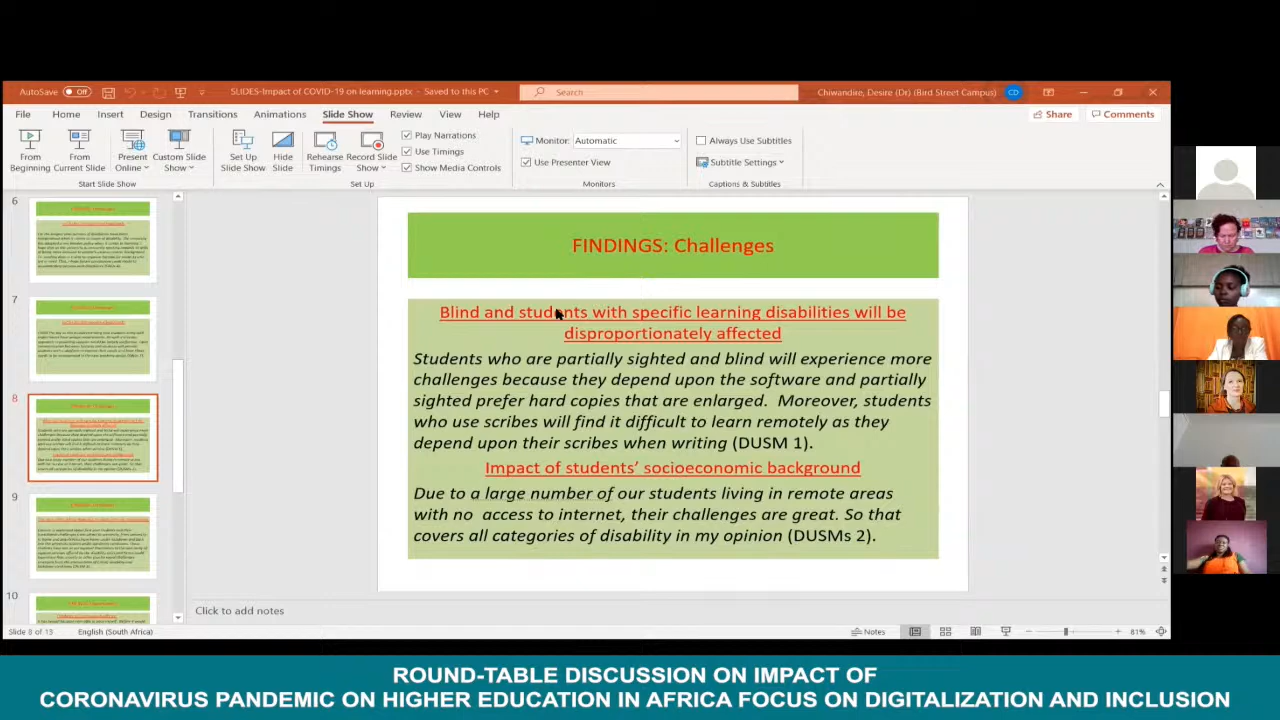 AutoSave Off
SLIDES-Impact of COVID-19 on learning.pptx - Saved to this PC
Search
Chiwandire, Desire (Dr) (Bird Street Campus) CD
File Home Insert Design Transitions Animations Slide Show Review View Help
Share Comments
From Beginning
From Current Slide
Present Online
Custom Slide Show
Start Slide Show
Set Up Slide Show
Hide Slide
Rehearse Timings
Record Slide Show
Play Narrations
Use Timings
Show Media Controls
Set Up
Monitor: Automatic
Use Presenter View
Monitors
Always Use Subtitles
Subtitle Settings
Captions & Subtitles
6
7
8
9
10
FINDINGS: Challenges
Blind and students with specific learning disabilities will be
disproportionately affected
Students who are partially sighted and blind will experience more
challenges because they depend upon the software and partially
sighted prefer hard copies that are enlarged. Moreover, students
who use scribes will find it difficult to learn remotely as they
depend upon their scribes when writing (DUSM 1).
Impact of students’ socioeconomic background
Due to a large number of our students living in remote areas
with no access to internet, their challenges are great. So that
covers all categories of disability in my opinion (DUSMs 2).
Click to add notes
Slide 8 of 15 English (South Africa)
Notes
81%
ROUND-TABLE DISCUSSION ON IMPACT OF
CORONAVIRUS PANDEMIC ON HIGHER EDUCATION IN AFRICA FOCUS ON DIGITALIZATION AND INCLUSION